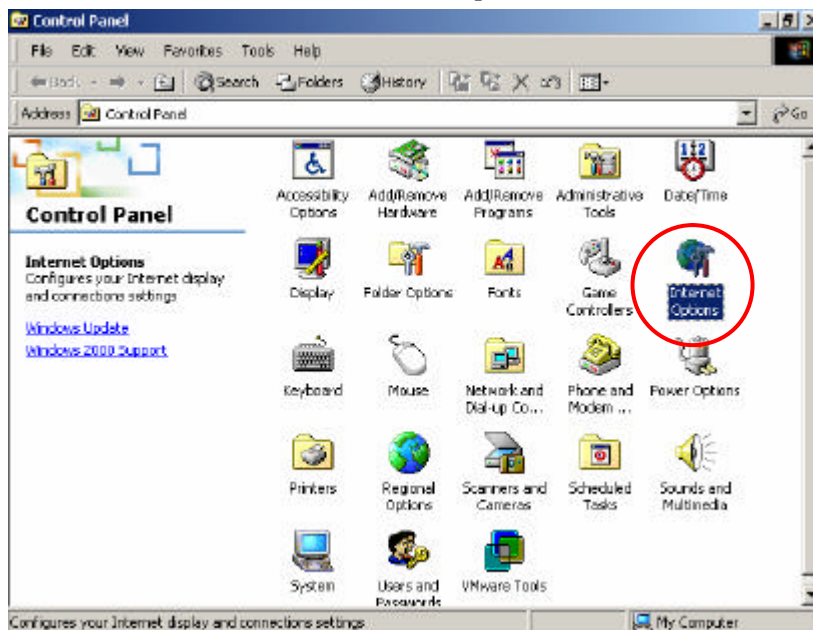 Control Panel
File Edit View Favorites Tools Help
Back Search Folders History
Address Control Panel Go
Control Panel
Internet Options
Configures your Internet display
and connections settings
Windows Update
Windows 2000 Support
Accessibility
Options
Add/Remove
Hardware
Add/Remove
Programs
Administrative
Tools
Date/Time
Display
Folder Options
Fonts
Game
Controllers
Internet
Options
Keyboard
Mouse
Network and
Dial-up Co...
Phone and
Modem ...
Power Options
Printers
Regional
Options
Scanners and
Cameras
Scheduled
Tasks
Sounds and
Multimedia
System
Users and
Passwords
VMware Tools
Configures your Internet display and connections settings
My Computer